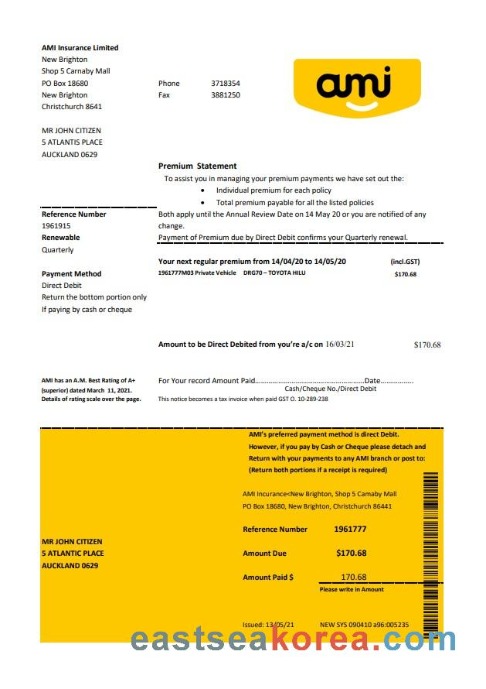 AMI Insurance Limited
New Brighton
Shop 5 Carnaby Mall
PO Box 18680
New Brighton
Christchurch 8641
Phone 3718354
Fax 3881250
ami
MR JOHN CITIZEN
5 ATLANTIS PLACE
AUCKLAND 0629
Premium Statement
To assist you in managing your premium payments we have set out the:
• Individual premium for each policy
• Total premium payable for all the listed policies
Reference Number
1961915
Renewable
Quarterly
Both apply until the Annual Review Date on 14 May 20 or you are notified of any
change.
Payment of Premium due by Direct Debit confirms your Quarterly renewal.
Payment Method
Direct Debit
Return the bottom portion only
If paying by cash or cheque
Your next regular premium from 14/04/20 to 14/05/20 (incl.GST)
1961777M03 Private Vehicle DRG70 – TOYOTA HILU $170.68
Amount to be Direct Debited from you're a/c on 16/03/21 $170.68
AMI has an A.M. Best Rating of A+
(superior) dated March 11, 2021.
Details of rating scale over the page.
For Your record Amount Paid..........................................Date..............
Cash/Cheque No./Direct Debit
This notice becomes a tax invoice when paid GST O. 10-289-238
AMI's preferred payment method is direct Debit.
However, if you pay by Cash or Cheque please detach and
Return with your payments to any AMI branch or post to:
(Return both portions if a receipt is required)
AMI Insurance<New Brighton, Shop 5 Carnaby Mall
PO Box 18680, New Brighton, Christchurch 86441
Reference Number 1961777
MR JOHN CITIZEN
5 ATLANTIC PLACE
AUCKLAND 0629
Amount Due $170.68
Amount Paid $ 170.68
Please write in Amount
Issued: 13/05/21 NEW SYS 090410 a96:005235
eastseakorea.com